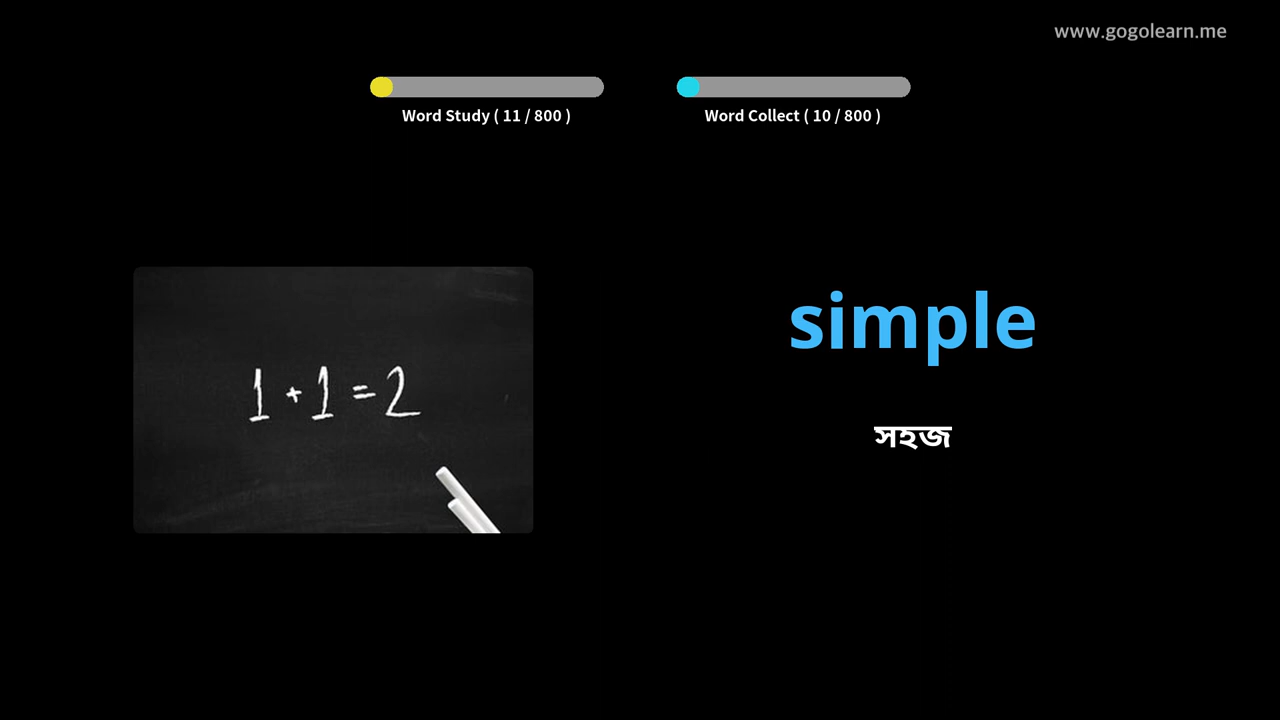 www.gogolearn.me
Word Study ( 11 / 800 )
Word Collect ( 10 / 800 )
1 + 1 = 2
simple
সহজ